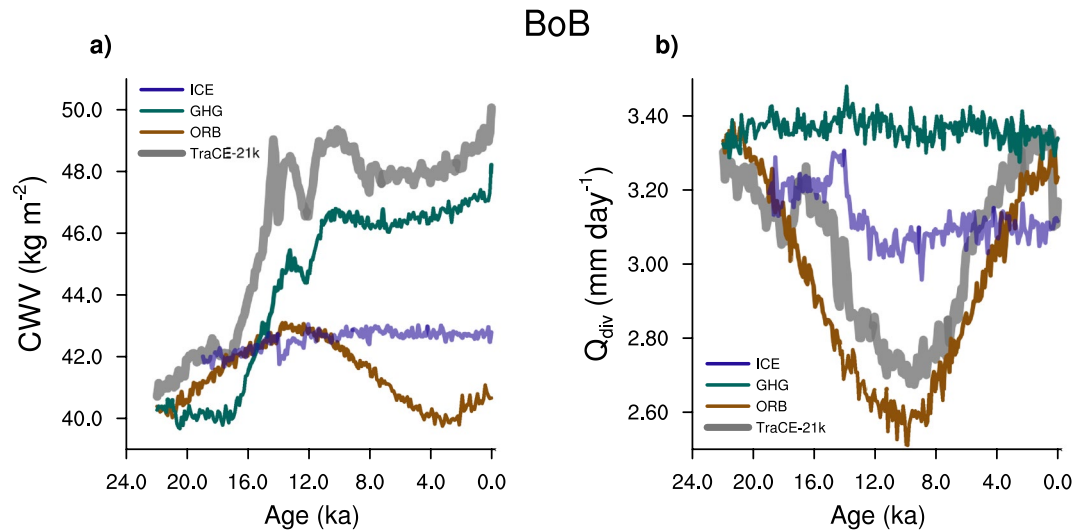 BoB
a)
ICE
GHG
ORB
TraCE-21k
50.0
48.0
46.0
44.0
42.0
40.0
CWV (kg m⁻²)
24.0 20.0 16.0 12.0 8.0 4.0 0.0
Age (ka)
b)
3.40
3.20
3.00
2.80
2.60
Q_div (mm day⁻¹)
ICE
GHG
ORB
TraCE-21k
24.0 20.0 16.0 12.0 8.0 4.0 0.0
Age (ka)